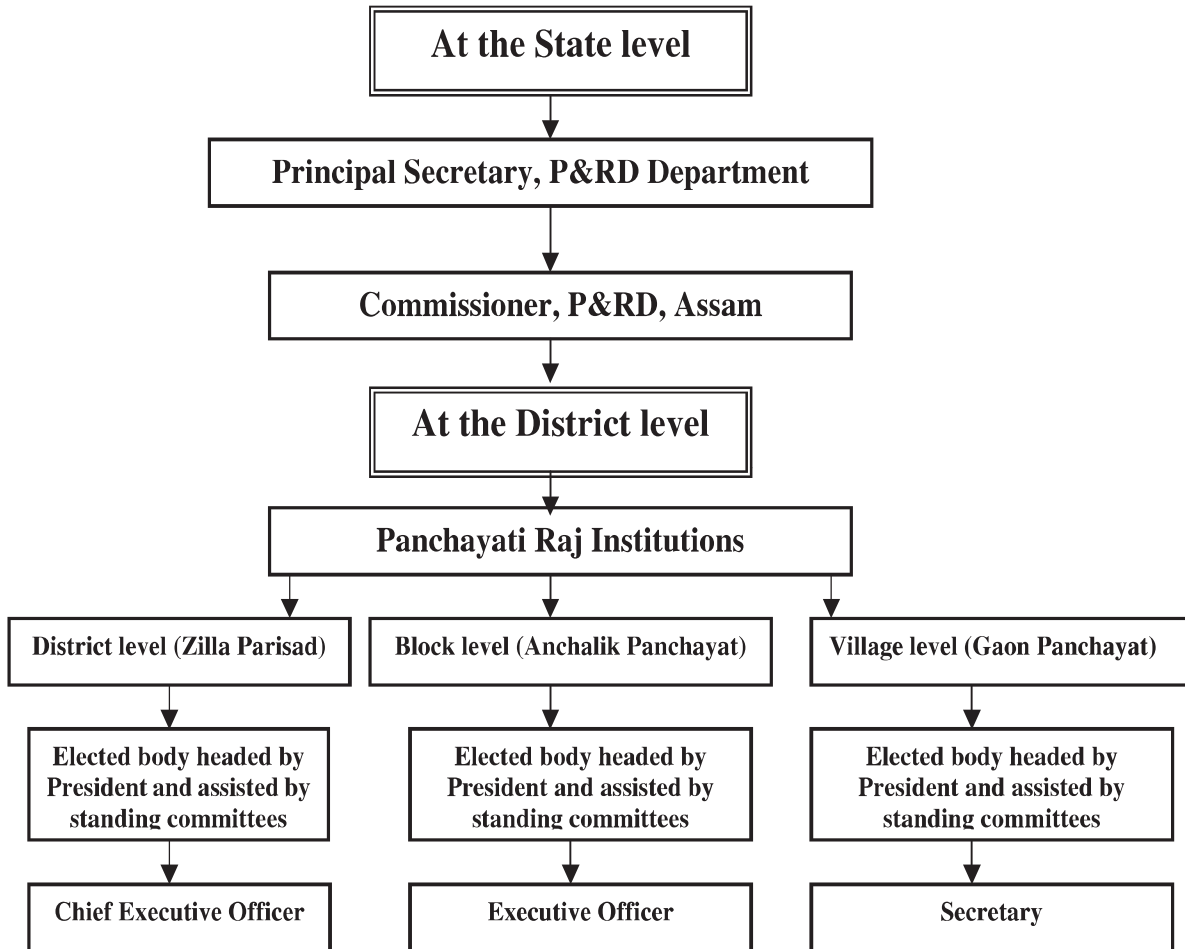 At the State level
Principal Secretary, P&RD Department
Commissioner, P&RD, Assam
At the District level
Panchayati Raj Institutions
District level (Zilla Parisad)
Block level (Anchalik Panchayat)
Village level (Gaon Panchayat)
Elected body headed by
President and assisted by
standing committees
Elected body headed by
President and assisted by
standing committees
Elected body headed by
President and assisted by
standing committees
Chief Executive Officer
Executive Officer
Secretary